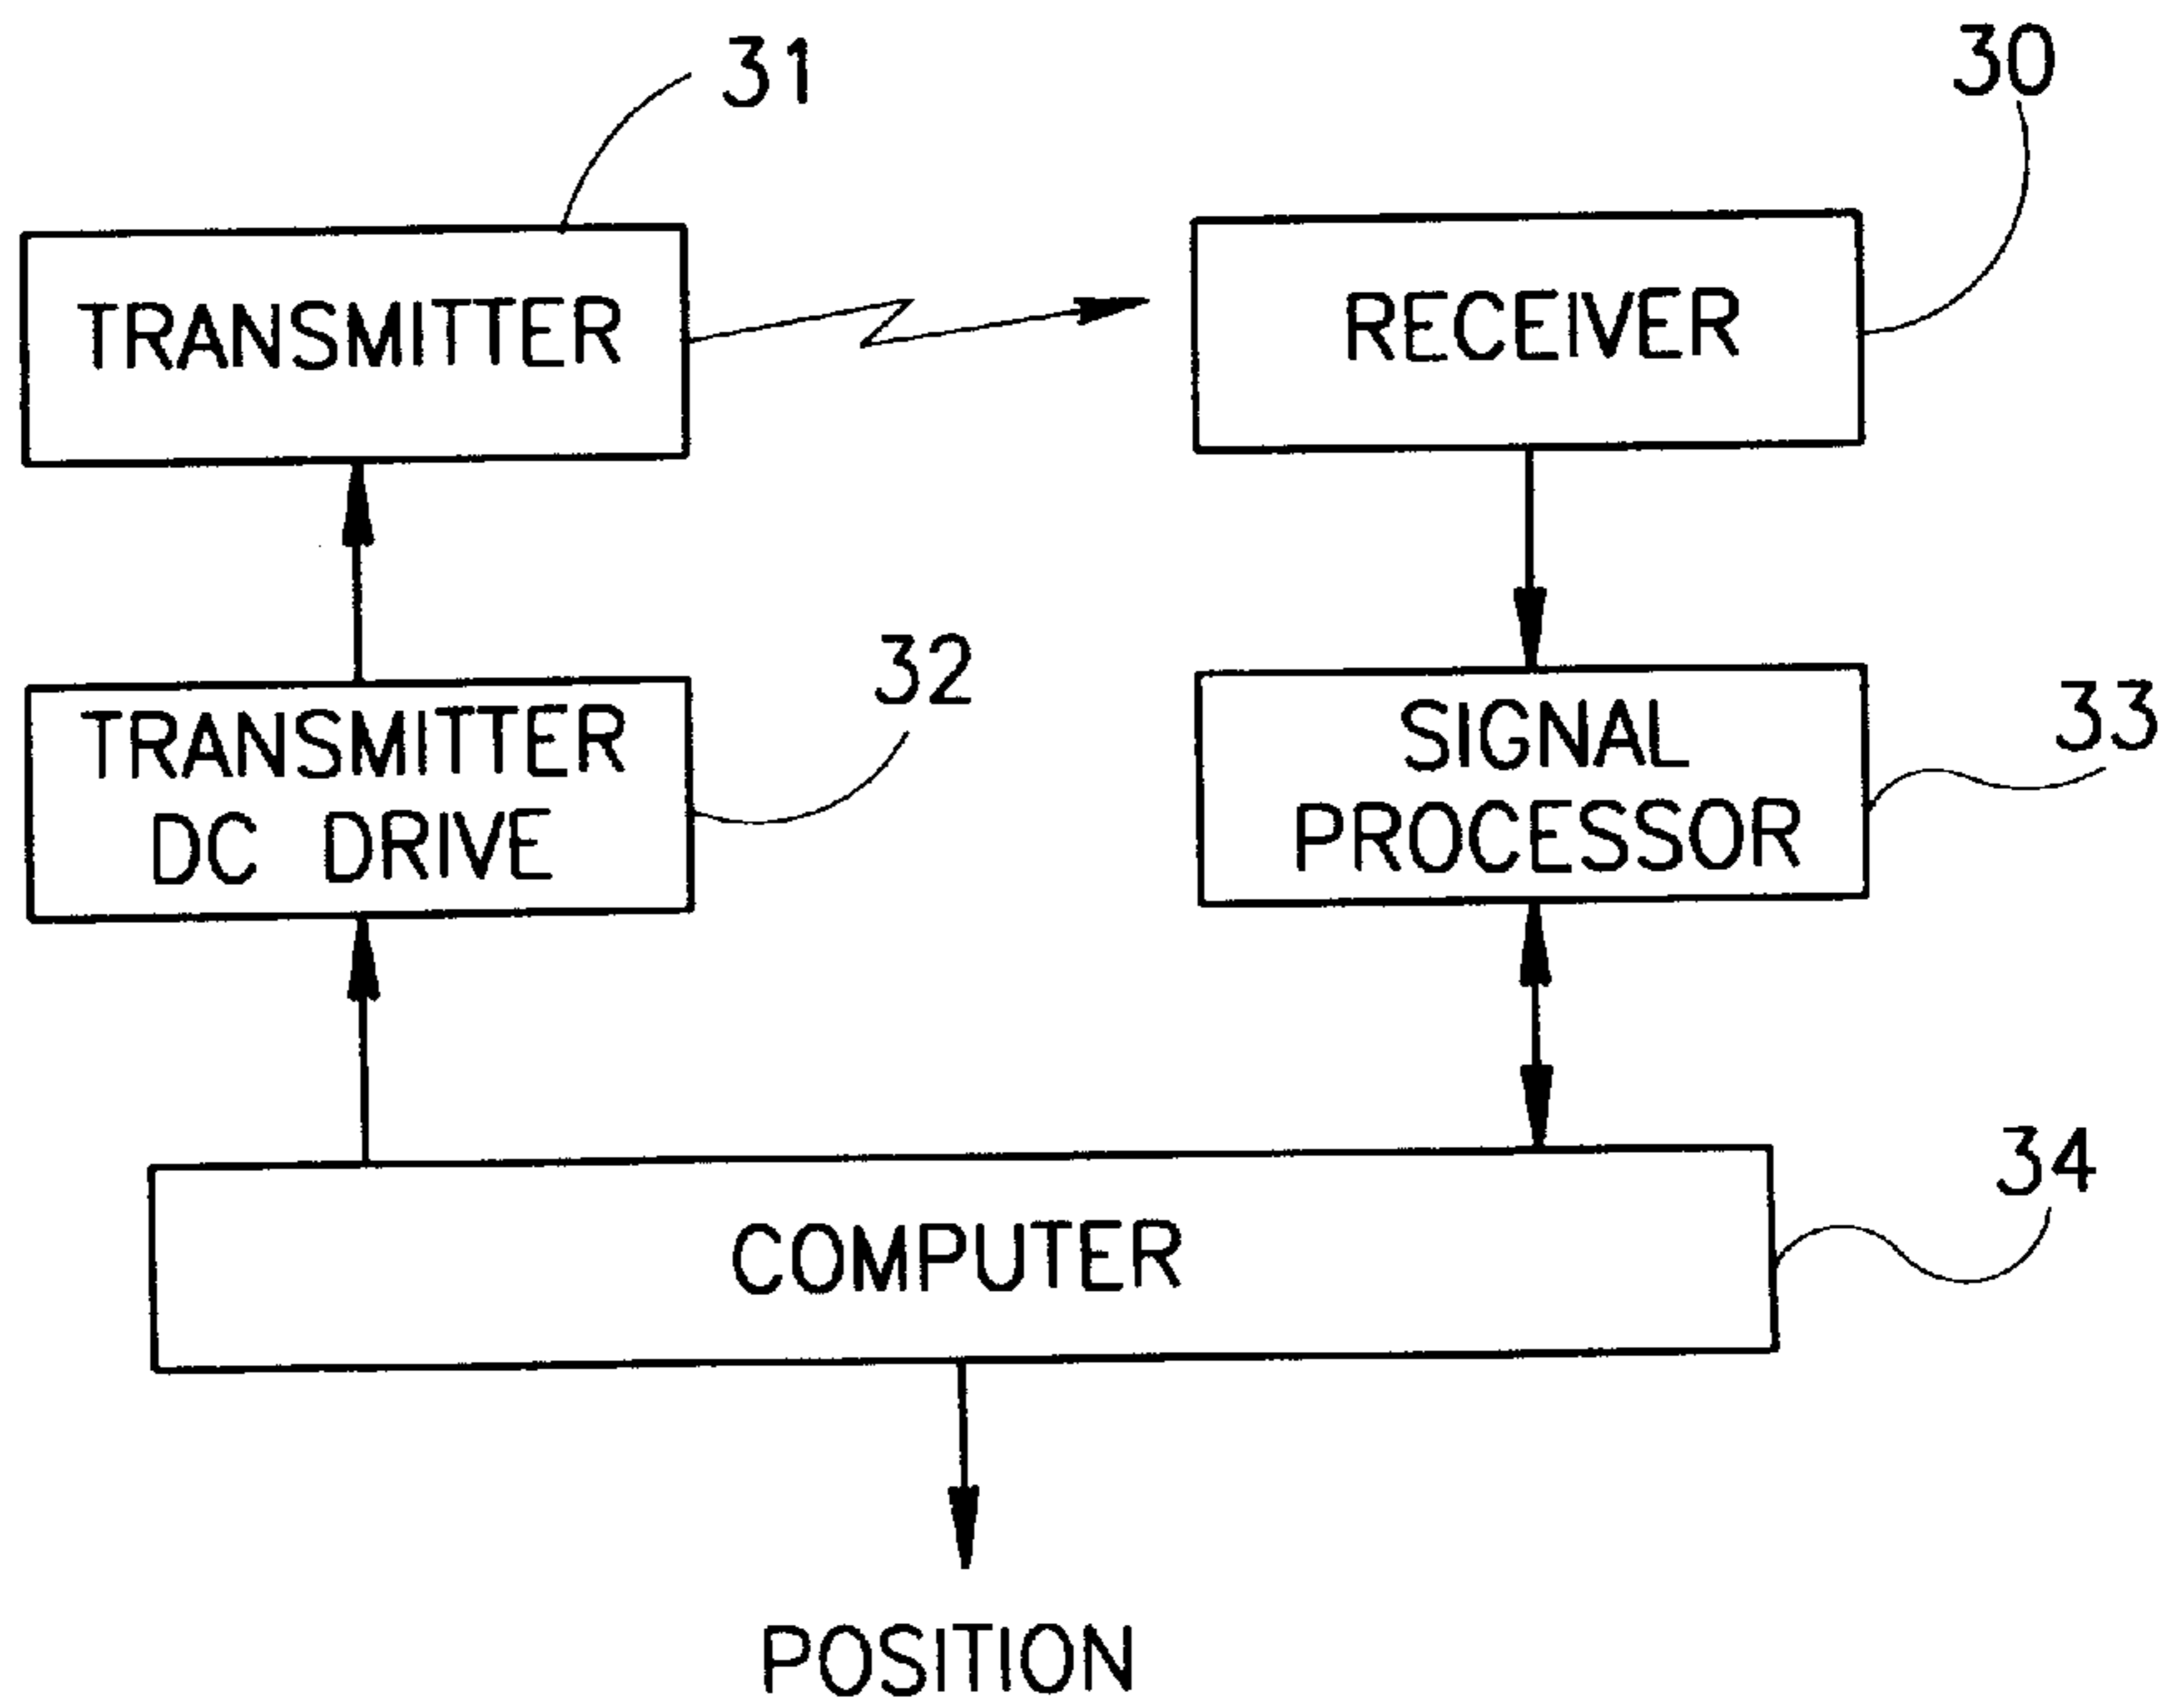 31
30
TRANSMITTER
RECEIVER
32
33
TRANSMITTER
DC DRIVE
SIGNAL
PROCESSOR
34
COMPUTER
POSITION